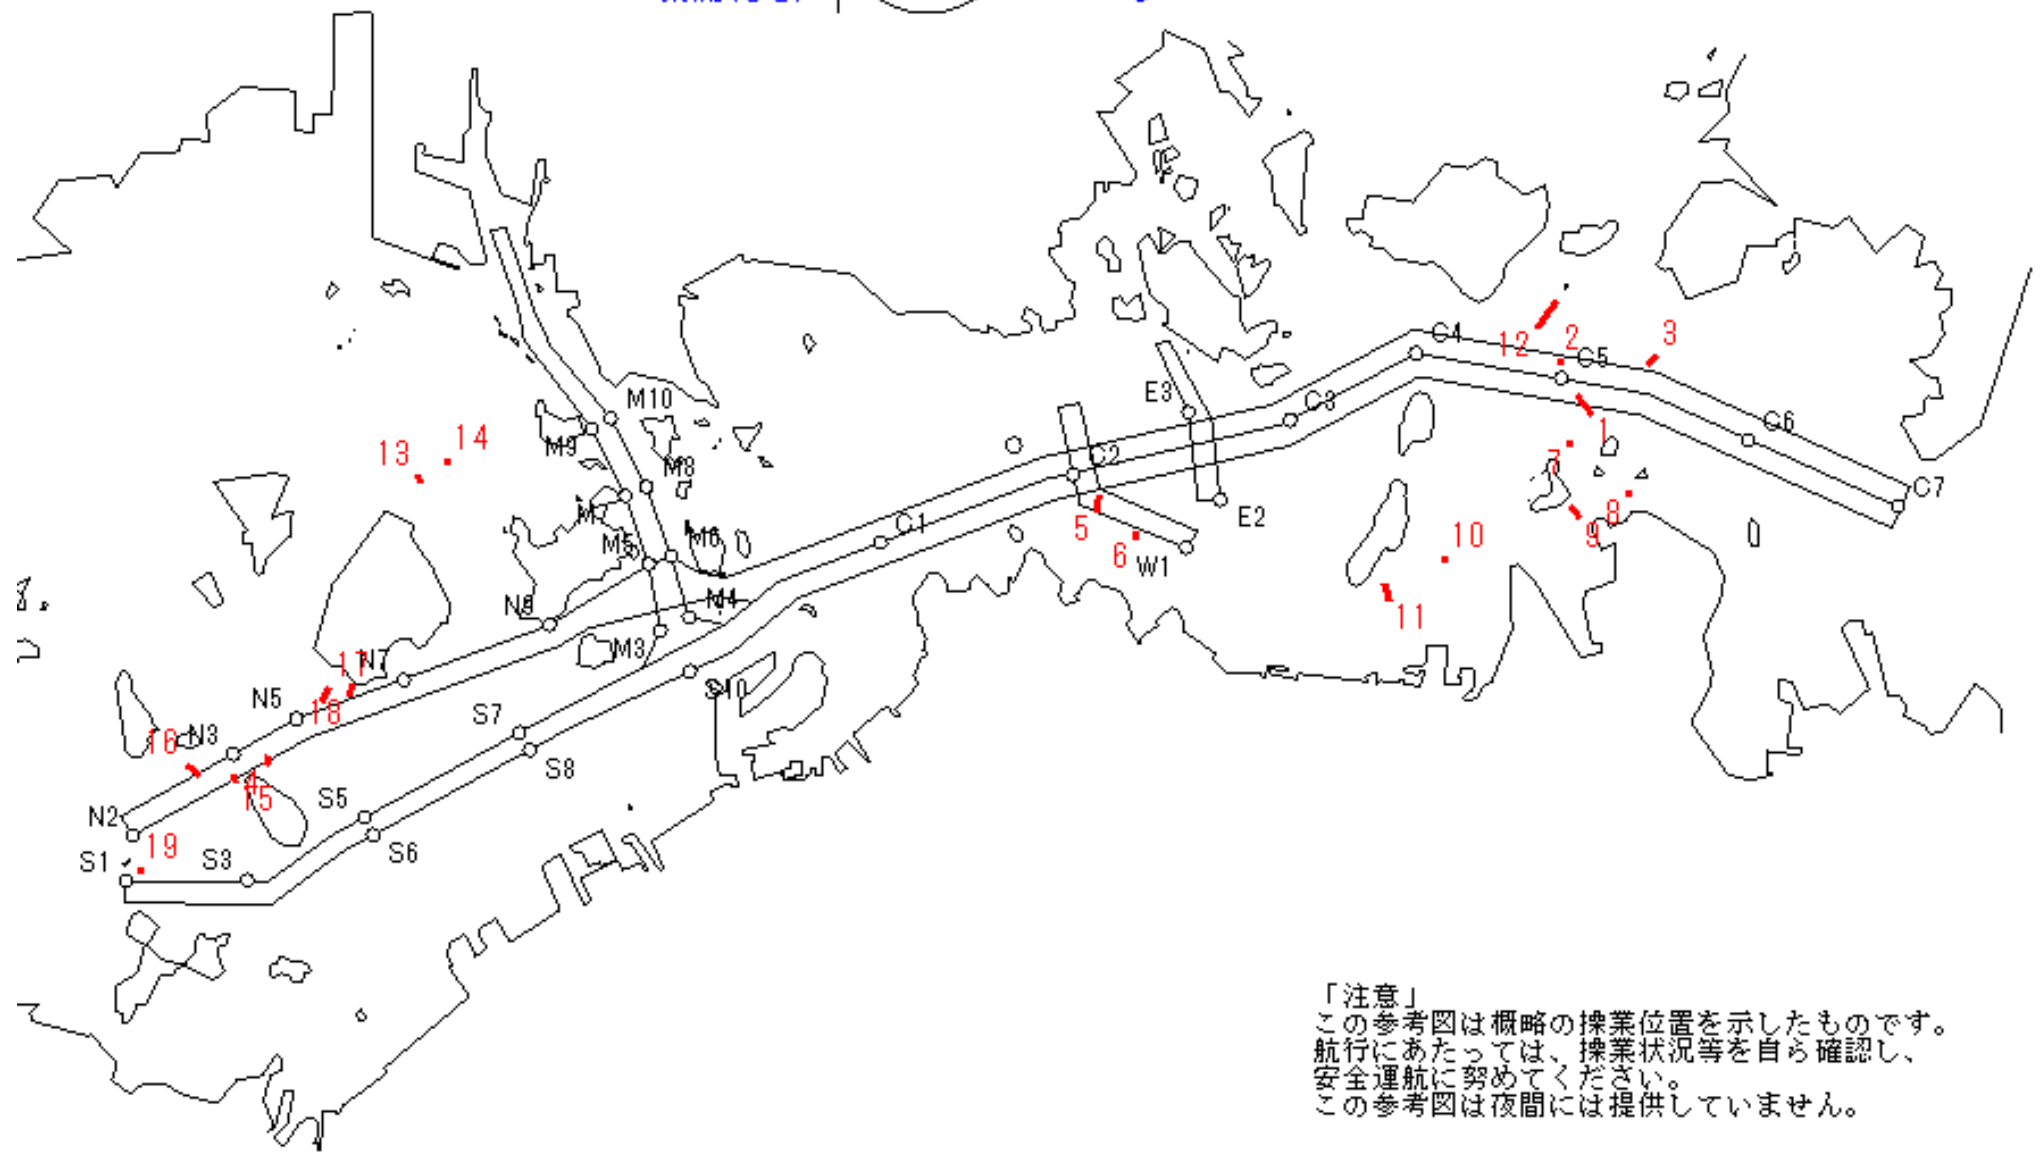 C4
12
2
C5
3
E3
C3
M10
14
13
M9
M8
C2
1
C6
7
C7
M7
5
E2
8
C1
M5
M6
6
W1
9
10
N9
M4
11
M3
17
N7
N5
18
S10
16
N3
S7
4
15
S8
N2
S5
19
S1
S3
S6
「注意」
この参考図は概略の操業位置を示したものです。
航行にあたっては、操業状況等を自ら確認し、
安全運航に努めてください。
この参考図は夜間には提供していません。